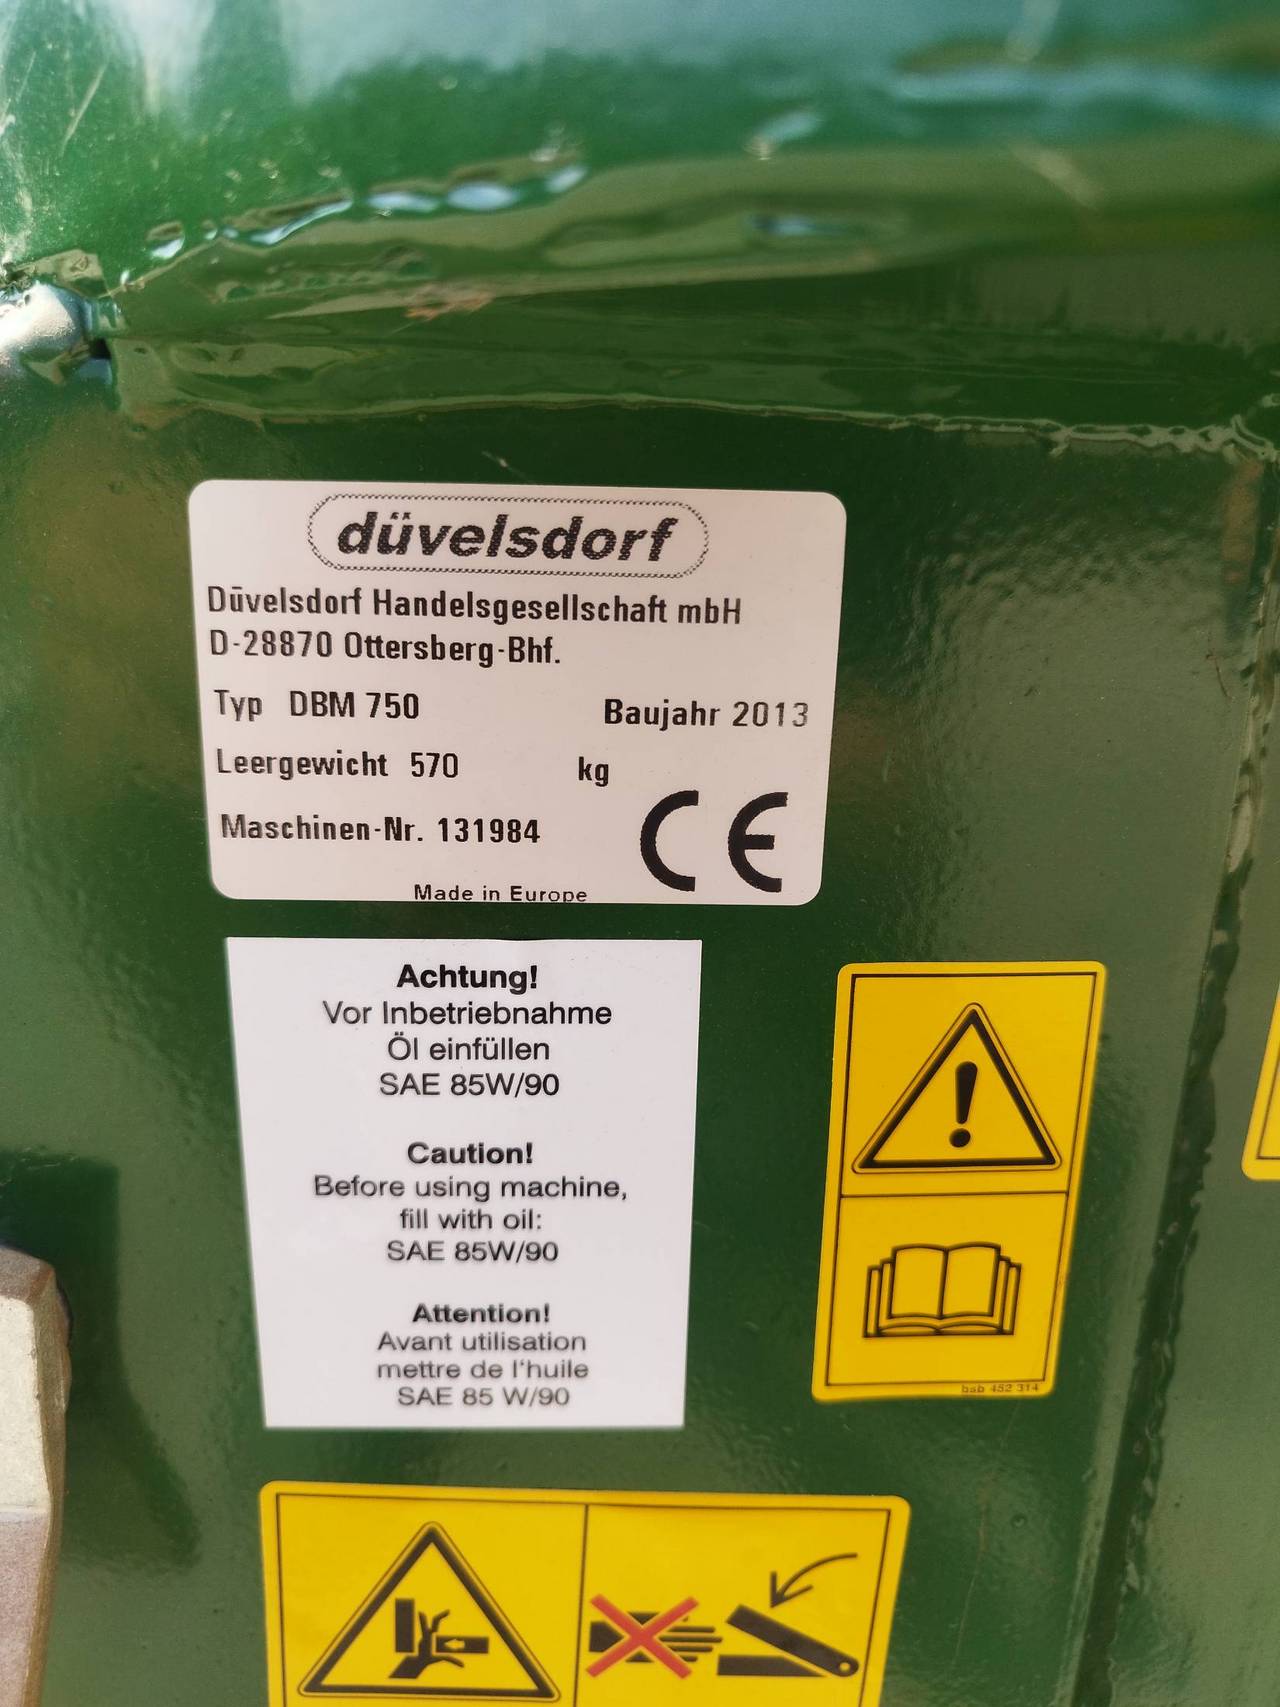 düvelsdorf
Düvelsdorf Handelsgesellschaft mbH
D-28870 Ottersberg-Bhf.
Typ DBM 750 Baujahr 2013
Leergewicht 570 kg
Maschinen-Nr. 131984
CE
Made in Europe
Achtung!
Vor Inbetriebnahme
Öl einfüllen
SAE 85W/90
Caution!
Before using machine,
fill with oil:
SAE 85W/90
Attention!
Avant utilisation
mettre de l'huile
SAE 85 W/90
bsb 452 314